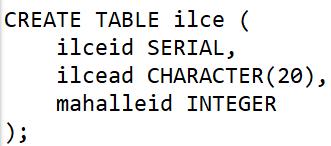 CREATE TABLE ilce (
    ilceid SERIAL,
    ilcead CHARACTER(20),
    mahalleid INTEGER
);